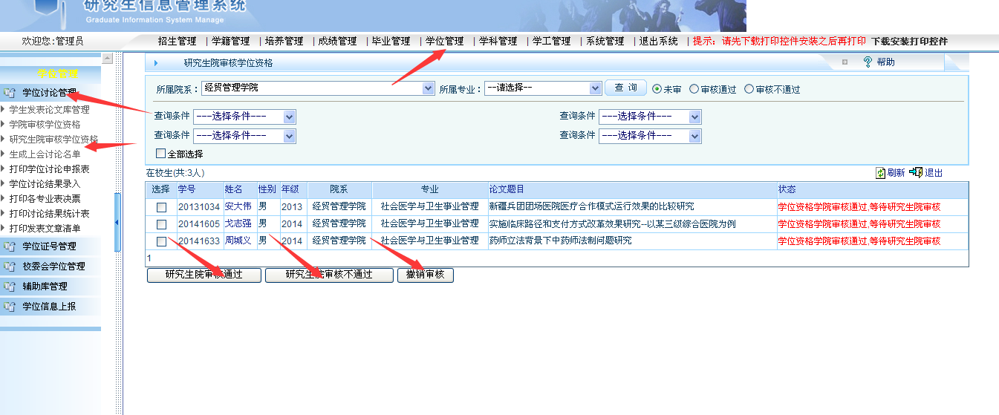 研究生信息管理系统
Graduate Information System Manage
欢迎您:管理员
招生管理 | 学籍管理 | 培养管理 | 成绩管理 | 毕业管理 | 学位管理 | 学科管理 | 学工管理 | 系统管理 | 退出系统 | 提示：请先下载打印控件安装之后再打印 下载安装打印控件
学位管理
学位讨论管理
学生发表论文库管理
学院审核学位资格
研究生院审核学位资格
生成上会讨论名单
打印学位讨论申报表
学位讨论结果录入
打印各专业表决票
打印讨论结果统计表
打印发表文章清单
学位证号管理
校委会学位管理
辅助库管理
学位信息上报
研究生院审核学位资格
帮助
所属院系： 经贸管理学院 所属专业： --请选择-- 查 询 未审 审核通过 审核不通过
查询条件 ---选择条件--- 查询条件 ---选择条件---
查询条件 ---选择条件--- 查询条件 ---选择条件---
全部选择
在校生(共:3人) 刷新 退出
选择 学号 姓名 性别 年级 院系 专业 论文题目 状态
20131034 安大伟 男 2013 经贸管理学院 社会医学与卫生事业管理 新疆兵团团场医院医疗合作模式运行效果的比较研究 学位资格学院审核通过,等待研究生院审核
20141605 戈志强 男 2014 经贸管理学院 社会医学与卫生事业管理 实施临床路径和支付方式改革效果研究--以某三级综合医院为例 学位资格学院审核通过,等待研究生院审核
20141633 周城义 男 2014 经贸管理学院 社会医学与卫生事业管理 药师立法背景下中药师法制问题研究 学位资格学院审核通过,等待研究生院审核
1
研究生院审核通过 研究生院审核不通过 撤销审核